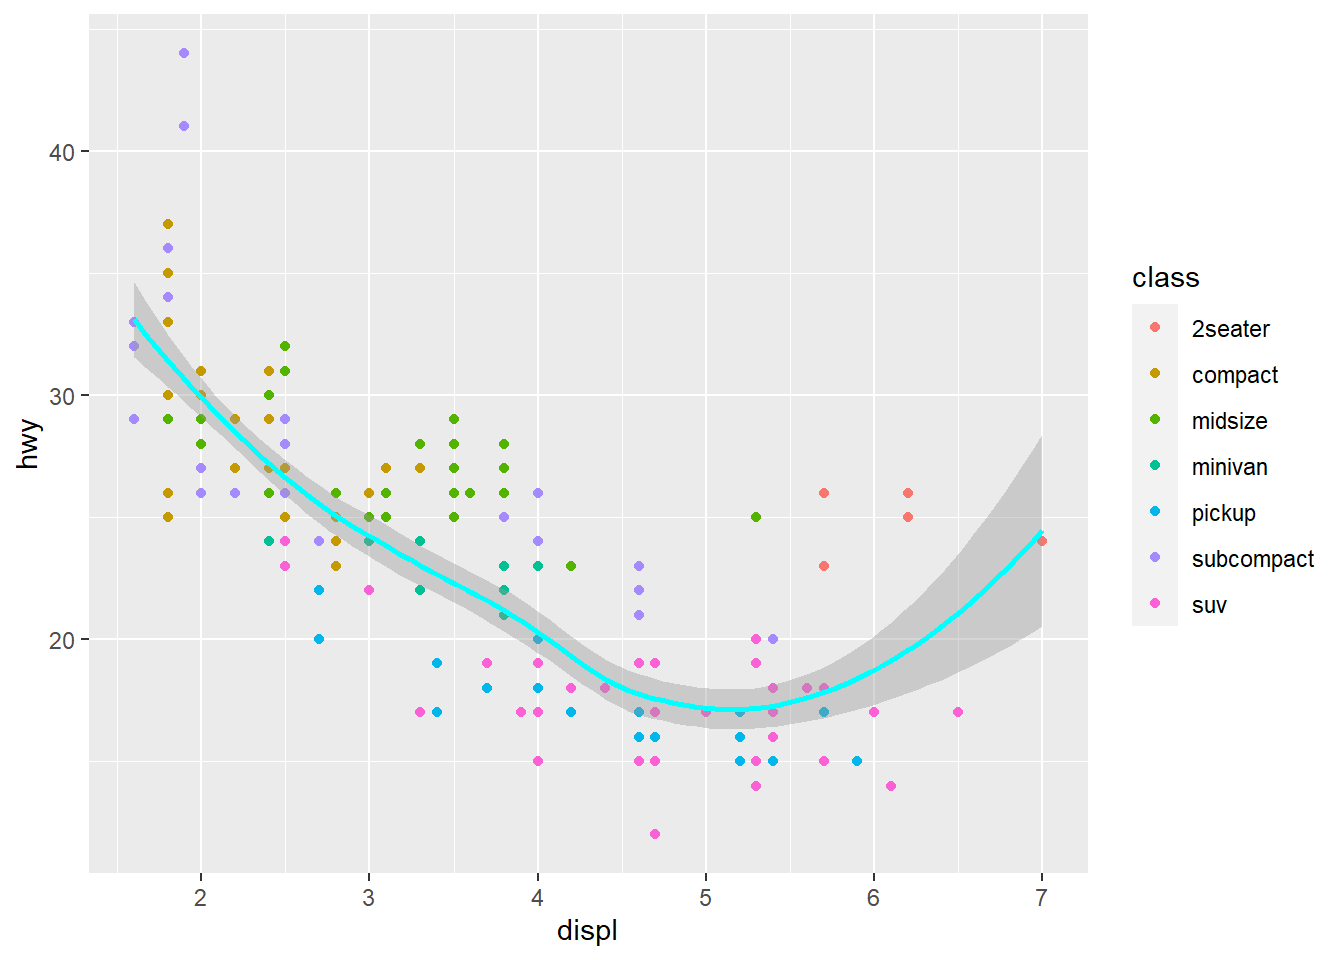 40
30
20
hwy
2 3 4 5 6 7
displ
class
2seater
compact
midsize
minivan
pickup
subcompact
suv